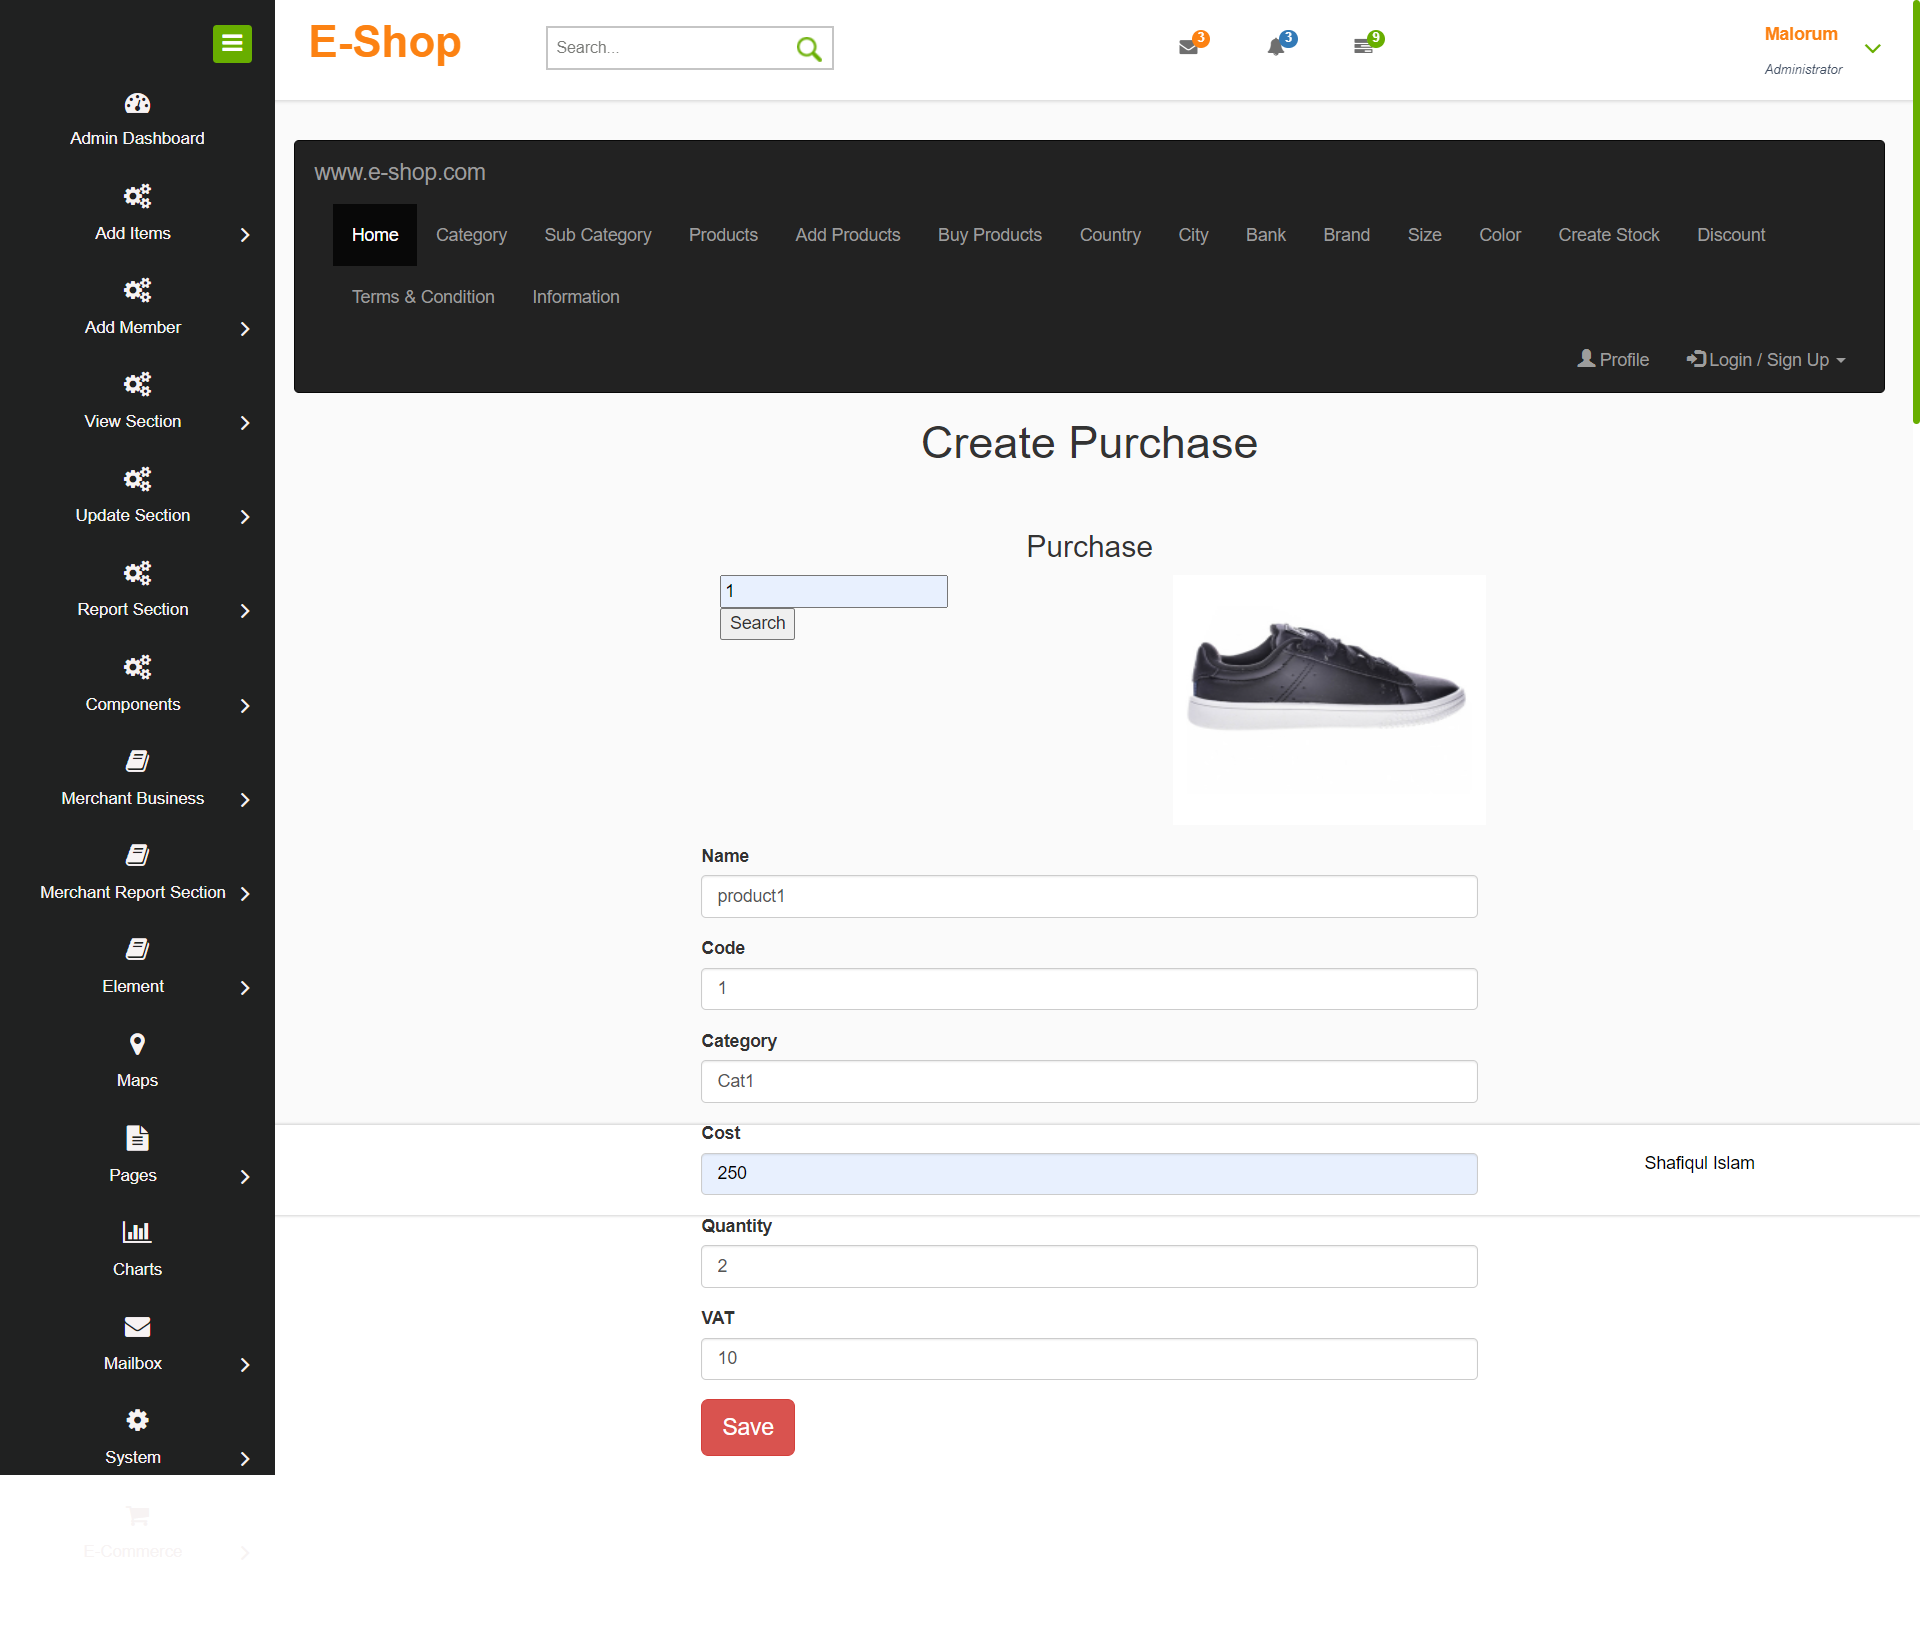 E-Shop
Search...
3
3
9
Malorum
Administrator
Admin Dashboard
Add Items
Add Member
View Section
Update Section
Report Section
Components
Merchant Business
Merchant Report Section
Element
Maps
Pages
Charts
Mailbox
System
E-Commerce
www.e-shop.com
Home Category Sub Category Products Add Products Buy Products Country City Bank Brand Size Color Create Stock Discount
Terms & Condition Information
Profile Login / Sign Up
Create Purchase
Purchase
1
Search
Name
product1
Code
1
Category
Cat1
Cost
250
Shafiqul Islam
Quantity
2
VAT
10
Save